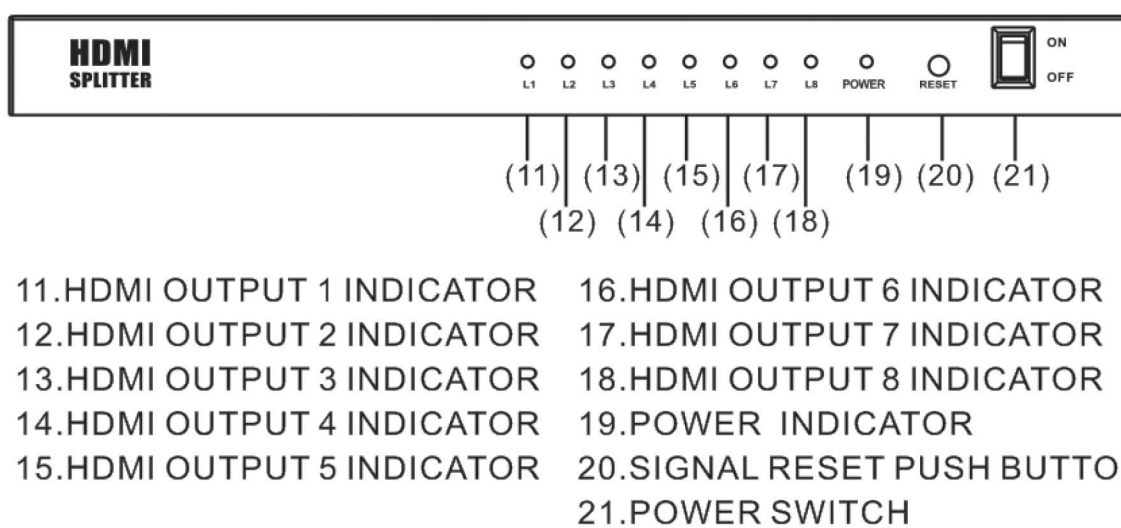 HDMI
SPLITTER
L1 L2 L3 L4 L5 L6 L7 L8 POWER RESET
ON
OFF
(11) (13) (15) (17) (19) (20) (21)
(12) (14) (16) (18)
11.HDMI OUTPUT 1 INDICATOR
12.HDMI OUTPUT 2 INDICATOR
13.HDMI OUTPUT 3 INDICATOR
14.HDMI OUTPUT 4 INDICATOR
15.HDMI OUTPUT 5 INDICATOR
16.HDMI OUTPUT 6 INDICATOR
17.HDMI OUTPUT 7 INDICATOR
18.HDMI OUTPUT 8 INDICATOR
19.POWER INDICATOR
20.SIGNAL RESET PUSH BUTTO
21.POWER SWITCH